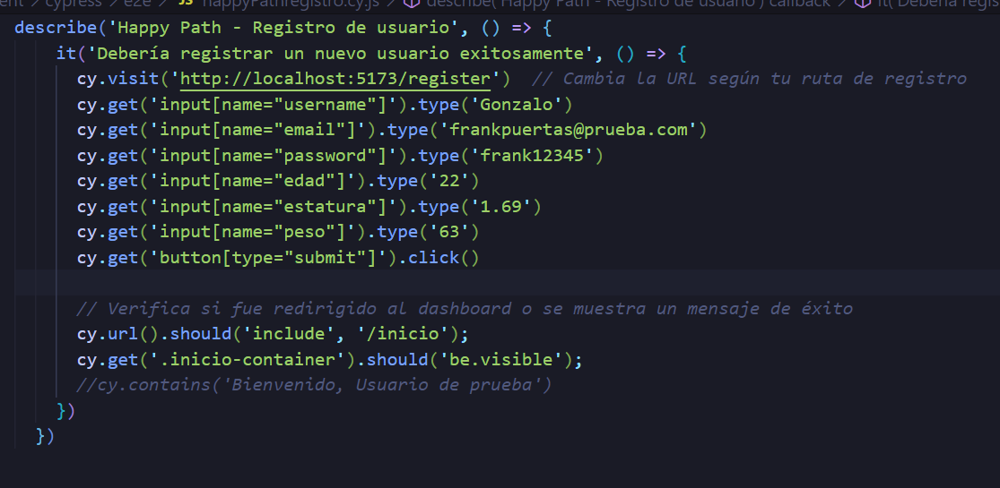 ent > cypress > e2e > JS happyPathregistro.cy.js > describe('Happy Path - Registro de usuario') callback > it('Debería regis
describe('Happy Path - Registro de usuario', () => {
    it('Debería registrar un nuevo usuario exitosamente', () => {
      cy.visit('http://localhost:5173/register')  // Cambia la URL según tu ruta de registro
      cy.get('input[name="username"]').type('Gonzalo')
      cy.get('input[name="email"]').type('frankpuertas@prueba.com')
      cy.get('input[name="password"]').type('frank12345')
      cy.get('input[name="edad"]').type('22')
      cy.get('input[name="estatura"]').type('1.69')
      cy.get('input[name="peso"]').type('63')
      cy.get('button[type="submit"]').click()
      // Verifica si fue redirigido al dashboard o se muestra un mensaje de éxito
      cy.url().should('include', '/inicio');
      cy.get('.inicio-container').should('be.visible');
      //cy.contains('Bienvenido, Usuario de prueba')
    })
  })